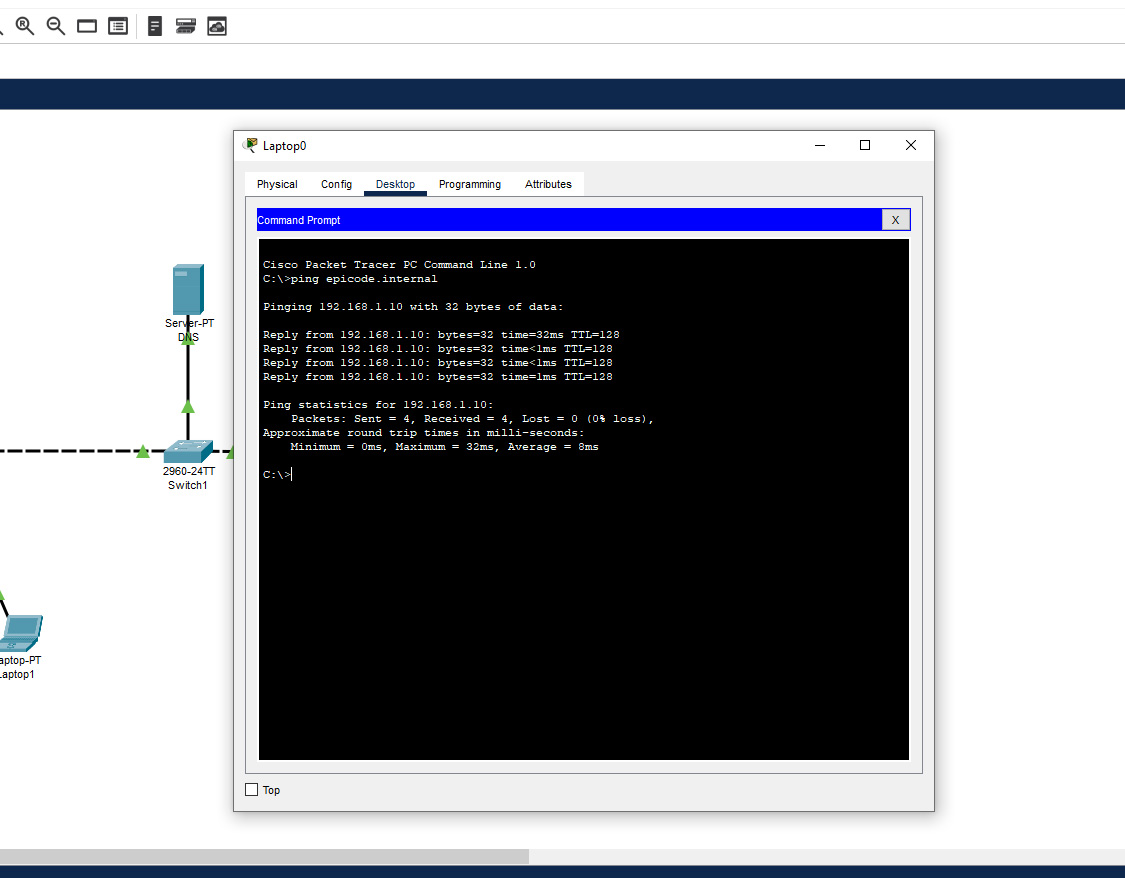 Laptop0
Physical Config Desktop Programming Attributes
Command Prompt X
Cisco Packet Tracer PC Command Line 1.0
C:\>ping epicode.internal
Pinging 192.168.1.10 with 32 bytes of data:
Reply from 192.168.1.10: bytes=32 time=32ms TTL=128
Reply from 192.168.1.10: bytes=32 time<1ms TTL=128
Reply from 192.168.1.10: bytes=32 time<1ms TTL=128
Reply from 192.168.1.10: bytes=32 time=1ms TTL=128
Ping statistics for 192.168.1.10:
Packets: Sent = 4, Received = 4, Lost = 0 (0% loss),
Approximate round trip times in milli-seconds:
Minimum = 0ms, Maximum = 32ms, Average = 8ms
C:\>
Top
Server-PT
DNS
2960-24TT
Switch1
aptop-PT
aptop1